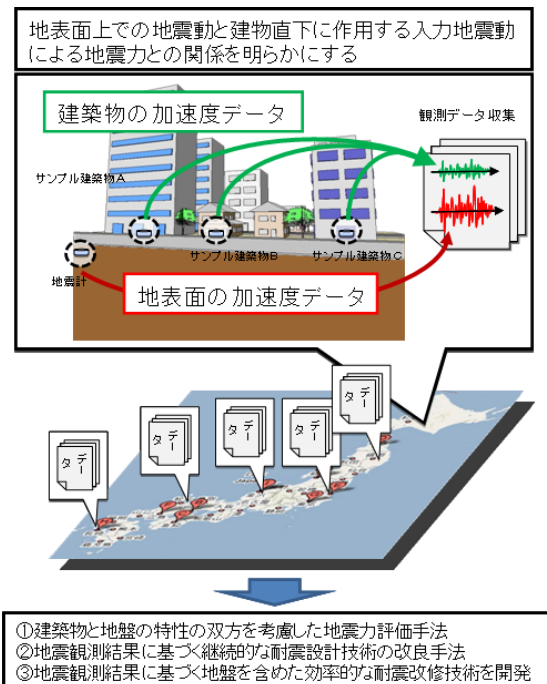 地表面上での地震動と建物直下に作用する入力地震動
による地震力との関係を明らかにする
建築物の加速度データ
観測データ収集
サンプル建築物A
サンプル建築物B
サンプル建築物C
地震計
地表面の加速度データ
データ
データ
データ
データ
データ
①建築物と地盤の特性の双方を考慮した地震力評価手法
②地震観測結果に基づく継続的な耐震設計技術の改良手法
③地震観測結果に基づく地盤を含めた効率的な耐震改修技術を開発